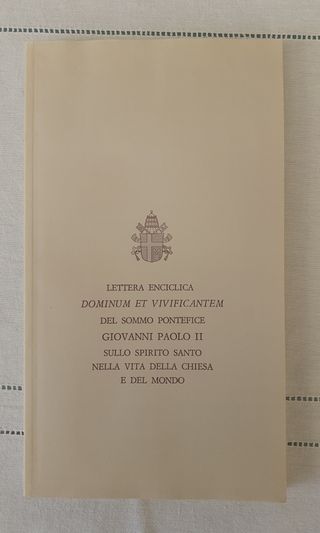 LETTERA ENCICLICA
DOMINUM ET VIVIFICANTEM
DEL SOMMO PONTEFICE
GIOVANNI PAOLO II
SULLO SPIRITO SANTO
NELLA VITA DELLA CHIESA
E DEL MONDO